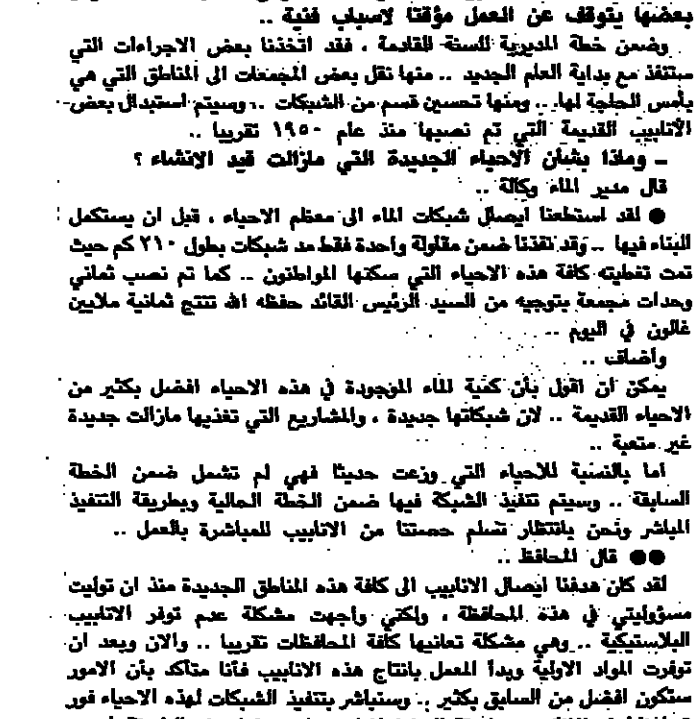 بعضها يتوقف عن العمل مؤقتا لاسباب فنية ..
وضمن خطة المديرية للسنة القادمة ، فقد اتخذنا بعض الاجراءات التي
ستنفذ مع بداية العام الجديد .. منها نقل بعض المجمعات الى المناطق التي هي
بأمس الحاجة لها .. ومنها تحسين قسم من الشبكات .. وسيتم استبدال بعض
الأنابيب القديمة التي تم نصبها منذ عام ١٩٥٠ تقريبا ..
ـ وماذا بشأن الاحياء الجديدة التي مازالت قيد الانشاء ؟
قال مدير الماء وكالة ..
● لقد استطعنا ايصال شبكات الماء الى معظم الاحياء ، قبل ان يستكمل
البناء فيها .. وقد نفذنا ضمن مقاولة واحدة فقط مد شبكات بطول ٢١٠ كم حيث
تمت تغطيته كافة هذه الاحياء التي سكنها المواطنون .. كما تم نصب ثماني
وحدات مجمعة بتوجيه من السيد الرئيس القائد حفظه الله تنتج ثمانية ملايين
غالون في اليوم ..
وأضاف ..
يمكن ان اقول بأن كمية الماء الموجودة في هذه الاحياء افضل بكثير من
الاحياء القديمة .. لان شبكاتها جديدة ، والمشاريع التي تغذيها مازالت جديدة
غير متعبة ..
اما بالنسبة للاحياء التي وزعت حديثا فهي لم تشمل ضمن الخطة
السابقة .. وسيتم تنفيذ الشبكة فيها ضمن الخطة الحالية وبطريقة التنفيذ
المباشر ونحن بانتظار تسلم حصتنا من الانابيب للمباشرة بالعمل ..
●● قال المحافظ ..
لقد كان هدفنا ايصال الانابيب الى كافة هذه المناطق الجديدة منذ ان توليت
مسؤوليتي في هذه المحافظة ، ولكني واجهت مشكلة عدم توفر الانابيب
البلاستيكية .. وهي مشكلة تعانيها كافة المحافظات تقريبا .. والان وبعد ان
توفرت المواد الاولية وبدأ المعمل بانتاج هذه الانابيب فأنا متأكد بأن الامور
ستكون افضل من السابق بكثير .. وسنباشر بتنفيذ الشبكات لهذه الاحياء فور